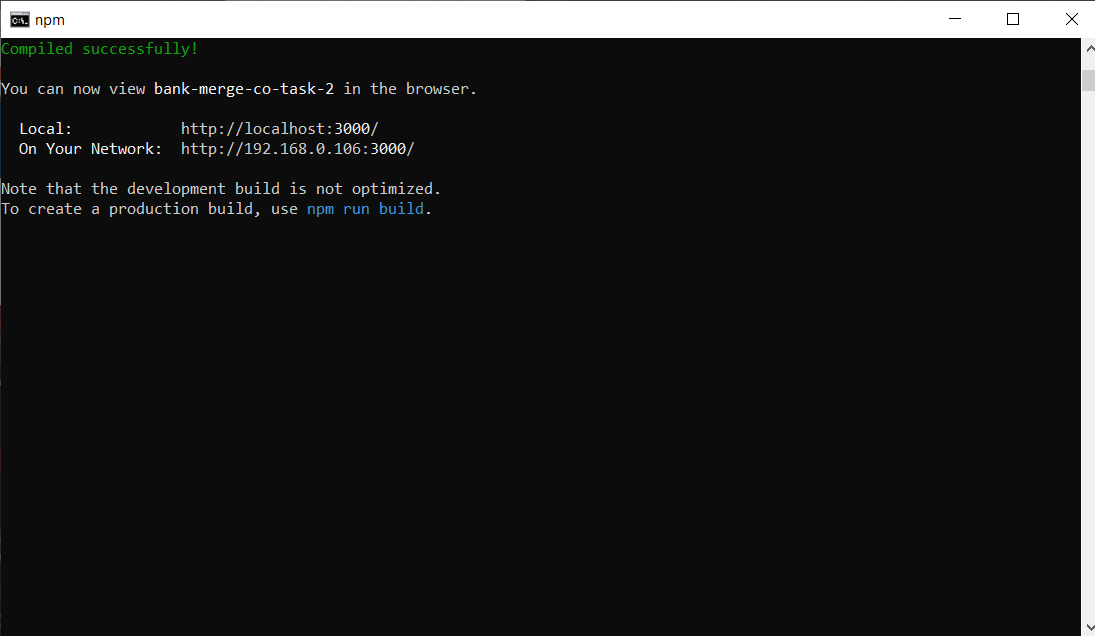 npm
Compiled successfully!
You can now view bank-merge-co-task-2 in the browser.
Local: http://localhost:3000/
On Your Network: http://192.168.0.106:3000/
Note that the development build is not optimized.
To create a production build, use npm run build.